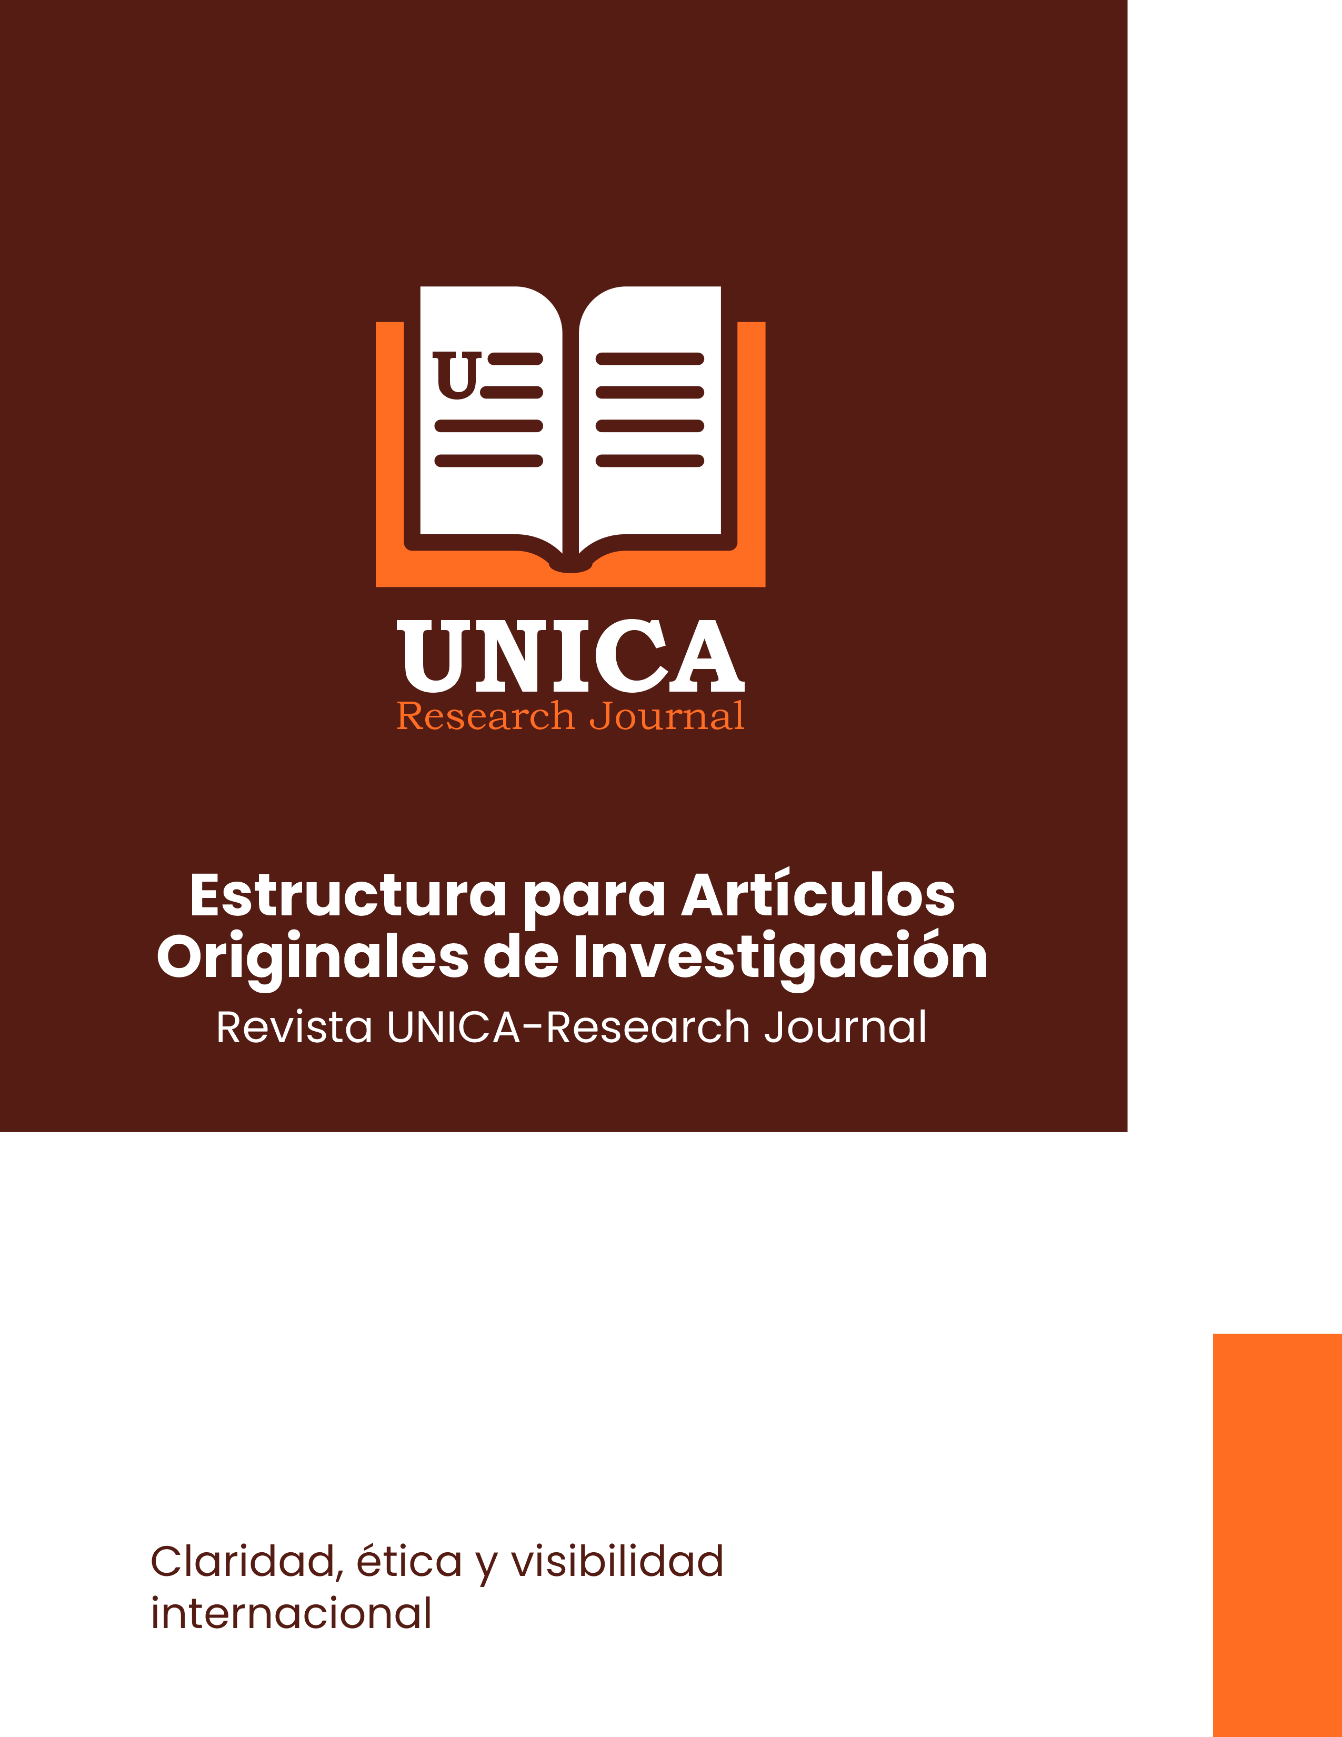 U
UNICA
Research Journal
Estructura para Artículos
Originales de Investigación
Revista UNICA-Research Journal
Claridad, ética y visibilidad
internacional